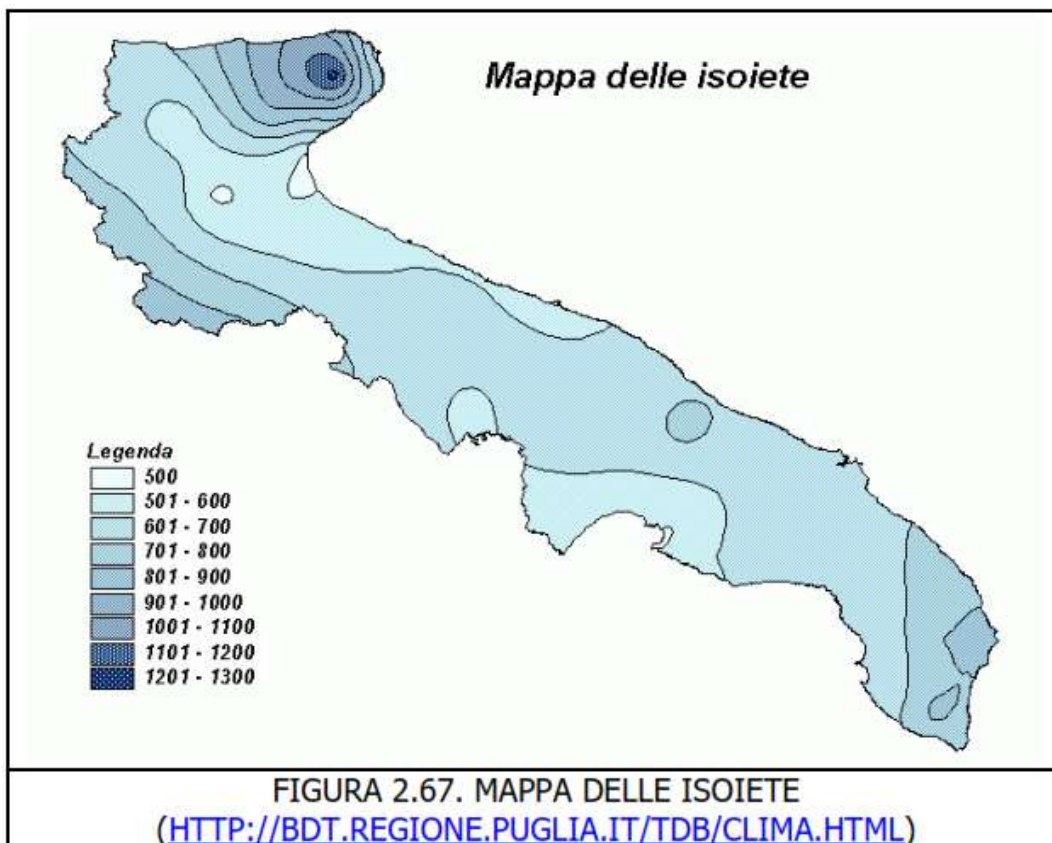 Mappa delle isoiete
Legenda
500
501 - 600
601 - 700
701 - 800
801 - 900
901 - 1000
1001 - 1100
1101 - 1200
1201 - 1300
FIGURA 2.67. MAPPA DELLE ISOIETE
(HTTP://BDT.REGIONE.PUGLIA.IT/TDB/CLIMA.HTML)